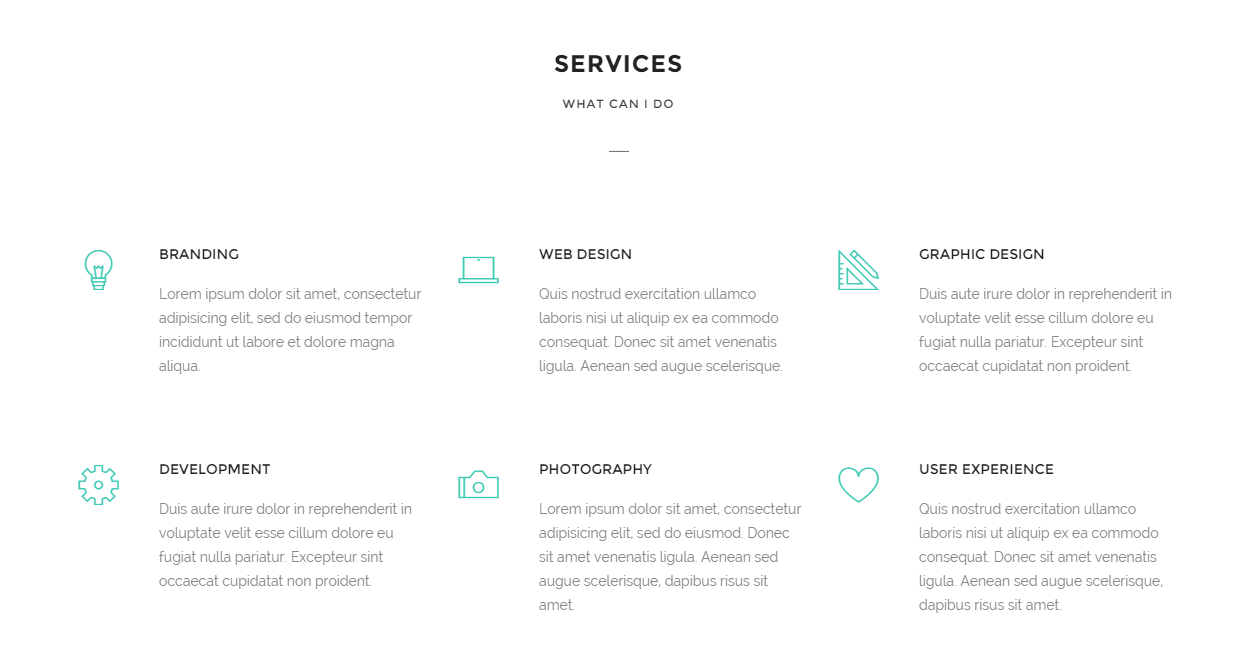 SERVICES
WHAT CAN I DO
BRANDING
Lorem ipsum dolor sit amet, consectetur
adipisicing elit, sed do eiusmod tempor
incididunt ut labore et dolore magna
aliqua.
WEB DESIGN
Quis nostrud exercitation ullamco
laboris nisi ut aliquip ex ea commodo
consequat. Donec sit amet venenatis
ligula. Aenean sed augue scelerisque.
GRAPHIC DESIGN
Duis aute irure dolor in reprehenderit in
voluptate velit esse cillum dolore eu
fugiat nulla pariatur. Excepteur sint
occaecat cupidatat non proident.
DEVELOPMENT
Duis aute irure dolor in reprehenderit in
voluptate velit esse cillum dolore eu
fugiat nulla pariatur. Excepteur sint
occaecat cupidatat non proident.
PHOTOGRAPHY
Lorem ipsum dolor sit amet, consectetur
adipisicing elit, sed do eiusmod. Donec
sit amet venenatis ligula. Aenean sed
augue scelerisque, dapibus risus sit
amet.
USER EXPERIENCE
Quis nostrud exercitation ullamco
laboris nisi ut aliquip ex ea commodo
consequat. Donec sit amet venenatis
ligula. Aenean sed augue scelerisque,
dapibus risus sit amet.